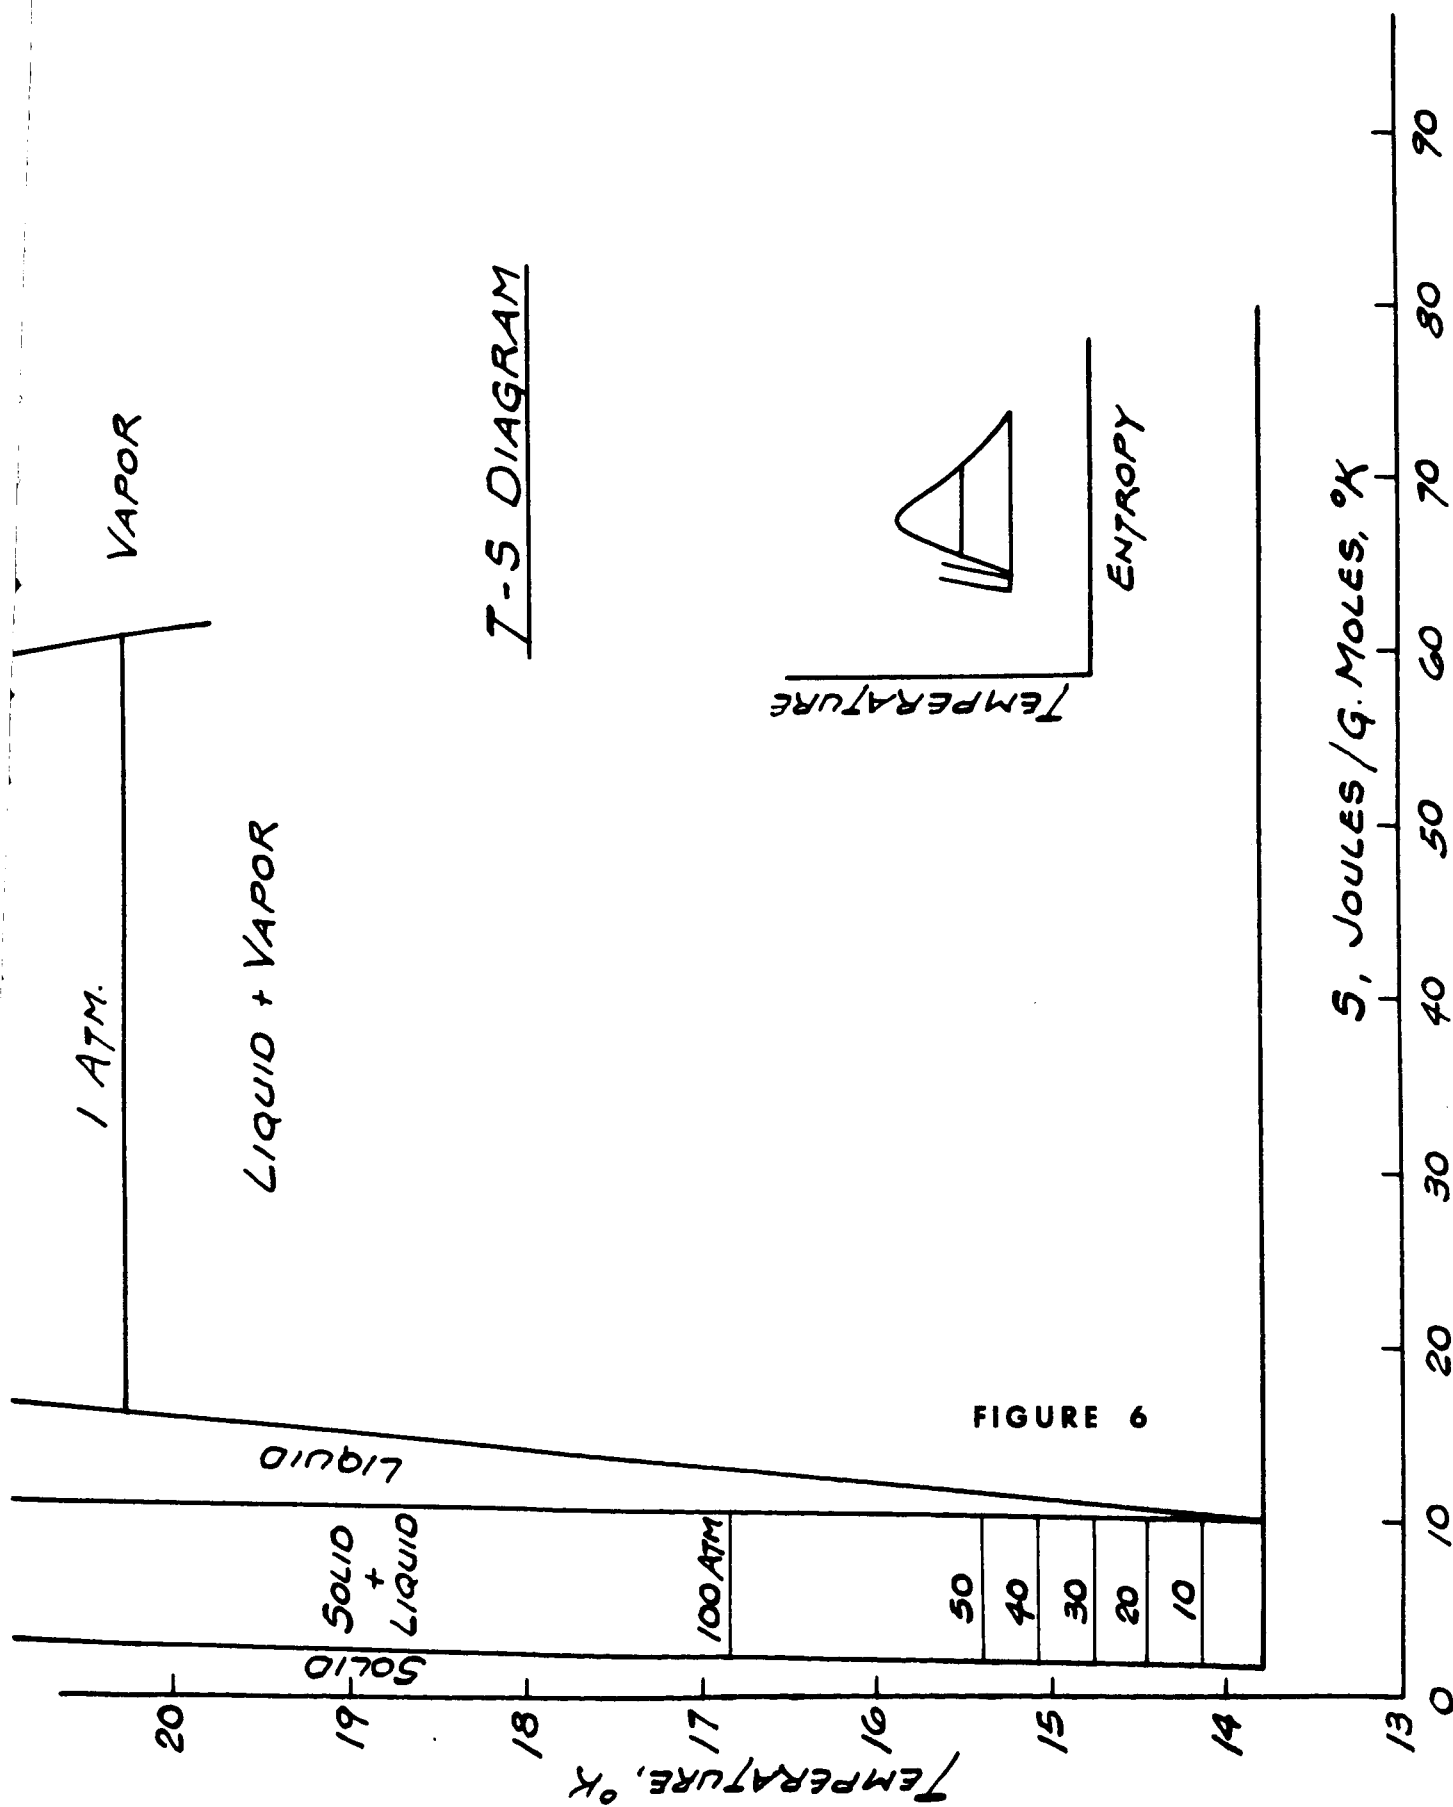 T-S DIAGRAM
1 ATM.
VAPOR
LIQUID + VAPOR
LIQUID
SOLID
+
LIQUID
SOLID
100 ATM
50
40
30
20
10
TEMPERATURE
ENTROPY
TEMPERATURE, °K
20
19
18
17
16
15
14
13
0 10 20 30 40 50 60 70 80 90
S, JOULES/G. MOLES, °K
FIGURE 6